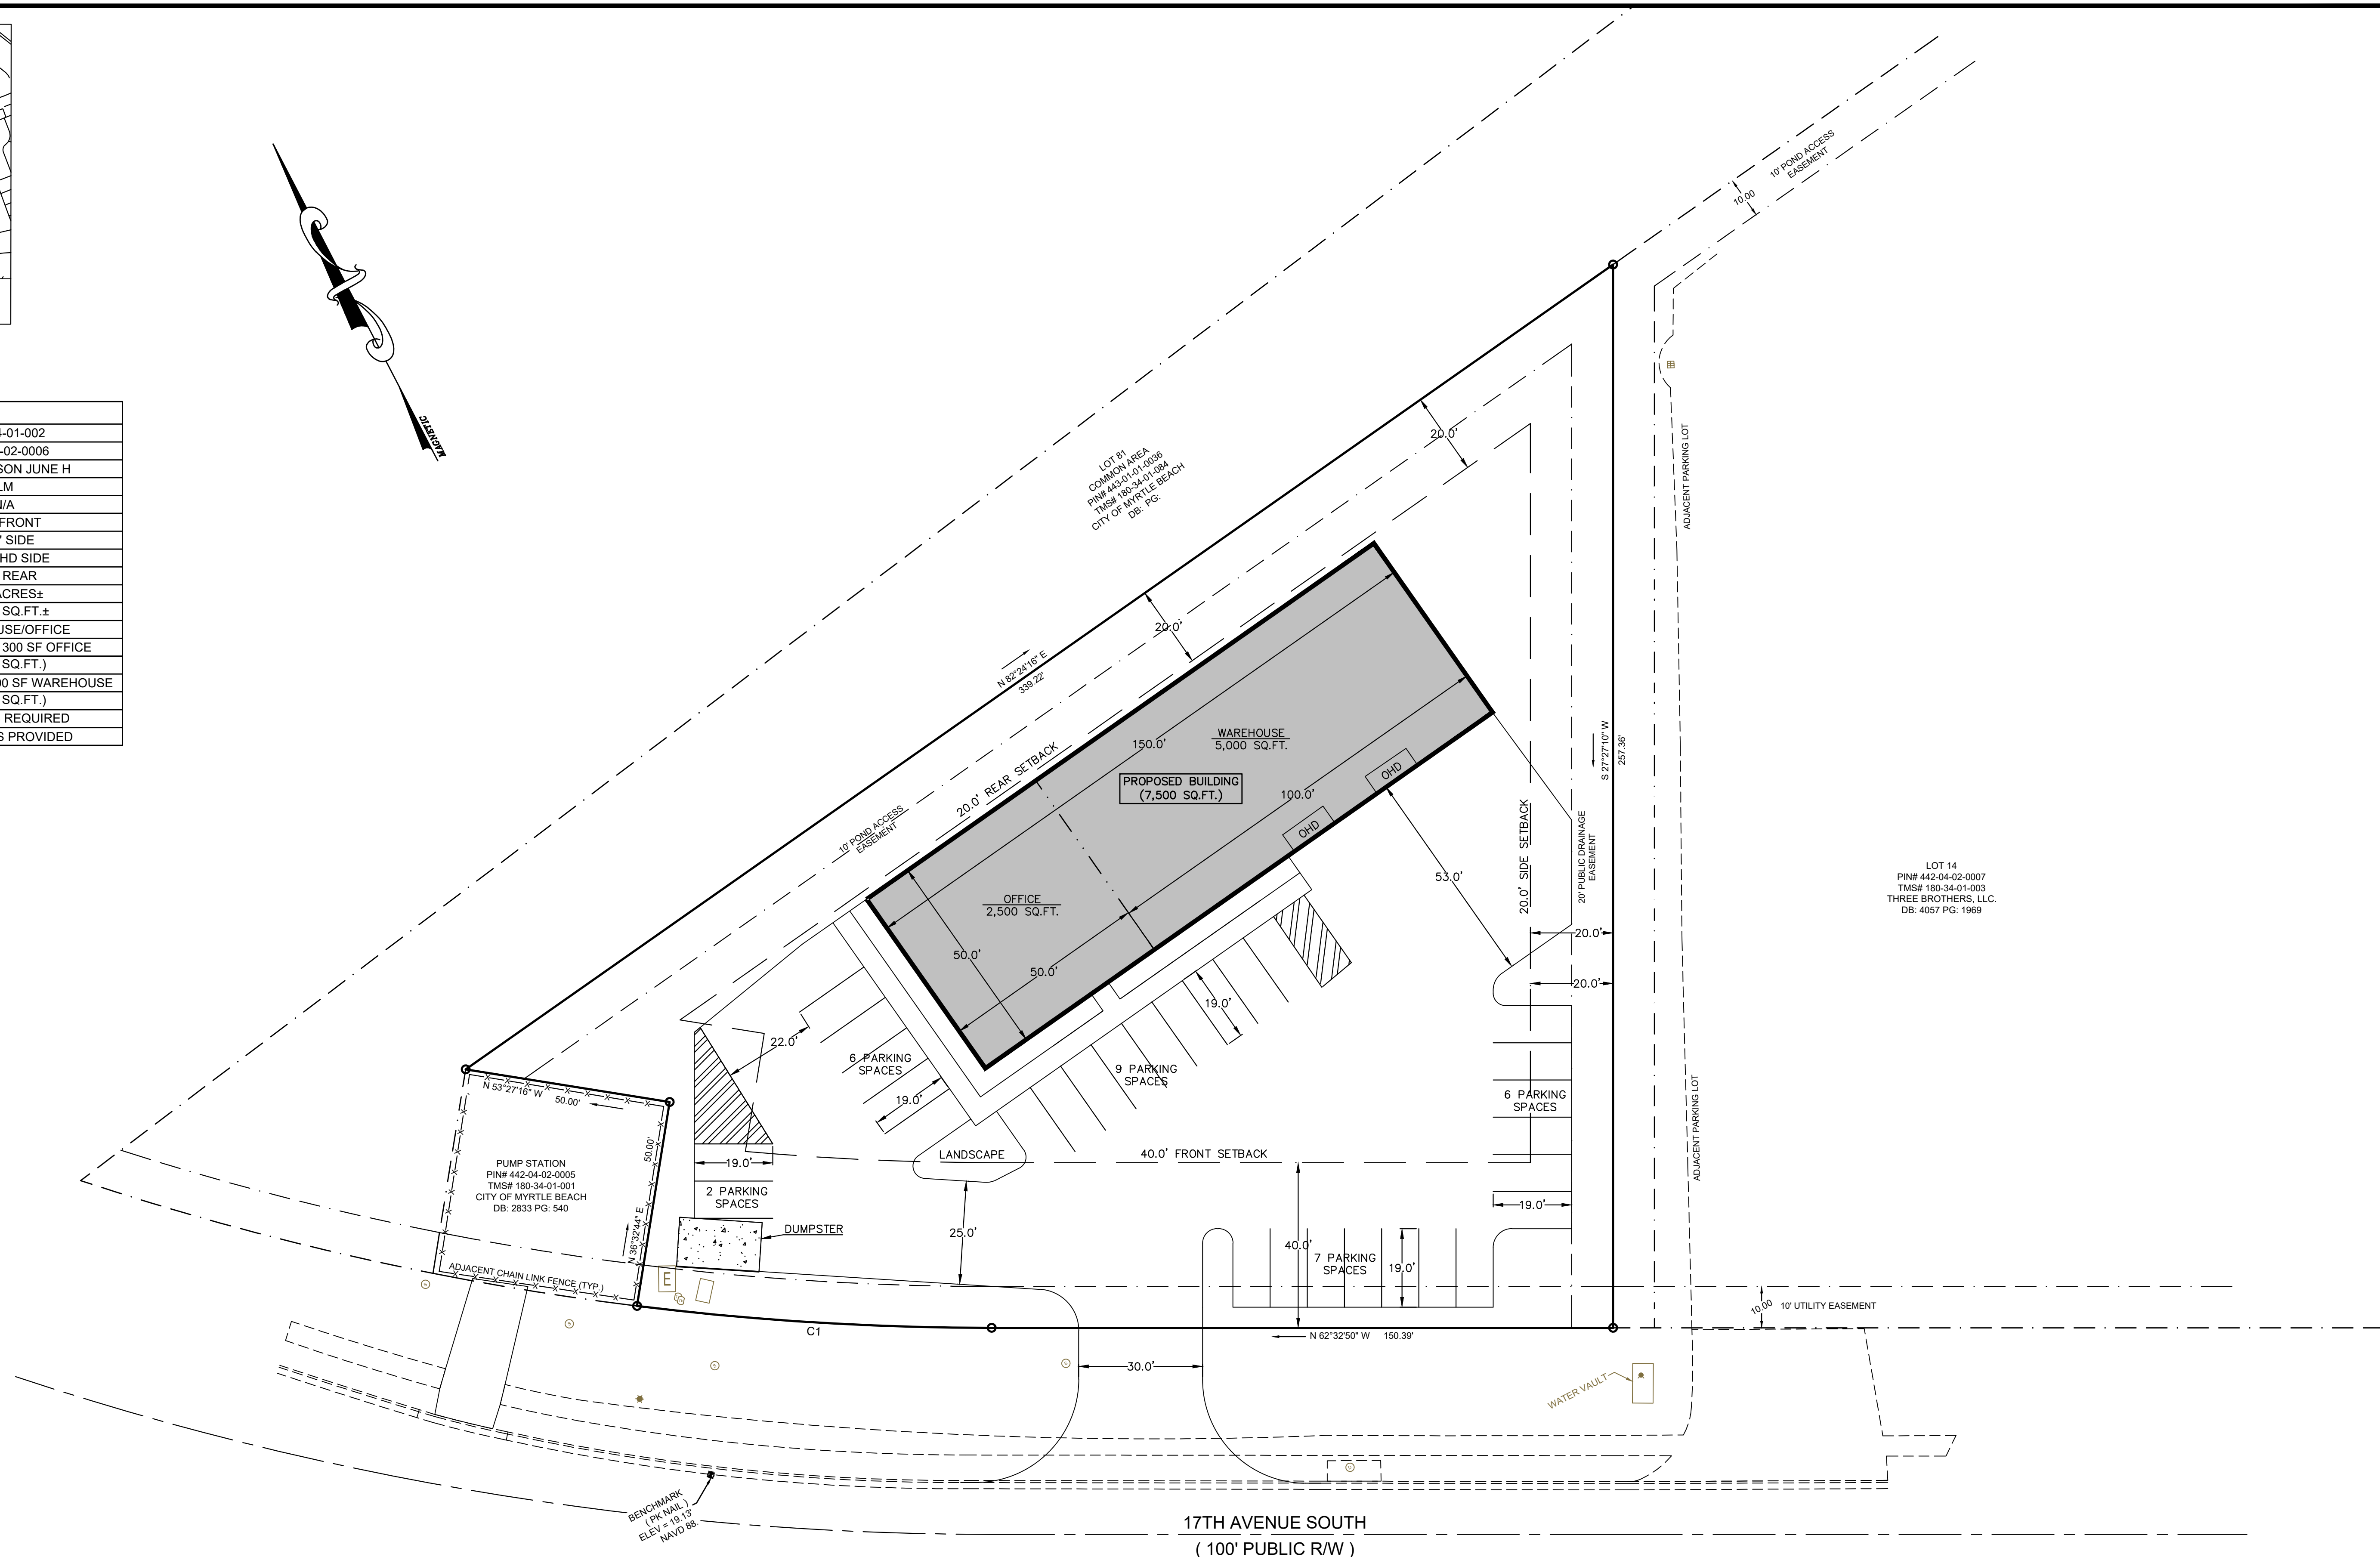 4-01-002
-02-0006
SON JUNE H
LM
N/A
FRONT
' SIDE
HD SIDE
REAR
ACRES±
SQ.FT.±
USE/OFFICE
300 SF OFFICE
SQ.FT.)
00 SF WAREHOUSE
SQ.FT.)
REQUIRED
S PROVIDED
MAGNETIC
10' POND ACCESS
EASEMENT
10.00
LOT 81
COMMON AREA
PIN# 443-01-01-0036
TMS# 180-34-01-084
CITY OF MYRTLE BEACH
DB: PG:
20.0'
20.0'
N 82°24'16" E
339.22'
ADJACENT PARKING LOT
S 27°27'10" W
257.36'
WAREHOUSE
5,000 SQ.FT.
150.0'
PROPOSED BUILDING
(7,500 SQ.FT.)
100.0'
OHD
OHD
20.0' REAR SETBACK
10' POND ACCESS
EASEMENT
OFFICE
2,500 SQ.FT.
50.0'
50.0'
53.0'
20.0' SIDE SETBACK
20' PUBLIC DRAINAGE
EASEMENT
20.0'
20.0'
LOT 14
PIN# 442-04-02-0007
TMS# 180-34-01-003
THREE BROTHERS, LLC.
DB: 4057 PG: 1969
19.0'
22.0'
6 PARKING
SPACES
19.0'
9 PARKING
SPACES
6 PARKING
SPACES
ADJACENT PARKING LOT
N 53°27'16" W
50.00'
50.00'
N 36°32'44" E
PUMP STATION
PIN# 442-04-02-0005
TMS# 180-34-01-001
CITY OF MYRTLE BEACH
DB: 2833 PG: 540
ADJACENT CHAIN LINK FENCE (TYP.)
19.0'
LANDSCAPE
40.0' FRONT SETBACK
2 PARKING
SPACES
19.0'
DUMPSTER
25.0'
40.0'
7 PARKING
SPACES
19.0'
E
C1
N 62°32'50" W 150.39'
10.00
10' UTILITY EASEMENT
30.0'
WATER VAULT
BENCHMARK
( PK NAIL )
ELEV = 19.13'
NAVD 88.
17TH AVENUE SOUTH
( 100' PUBLIC R/W )